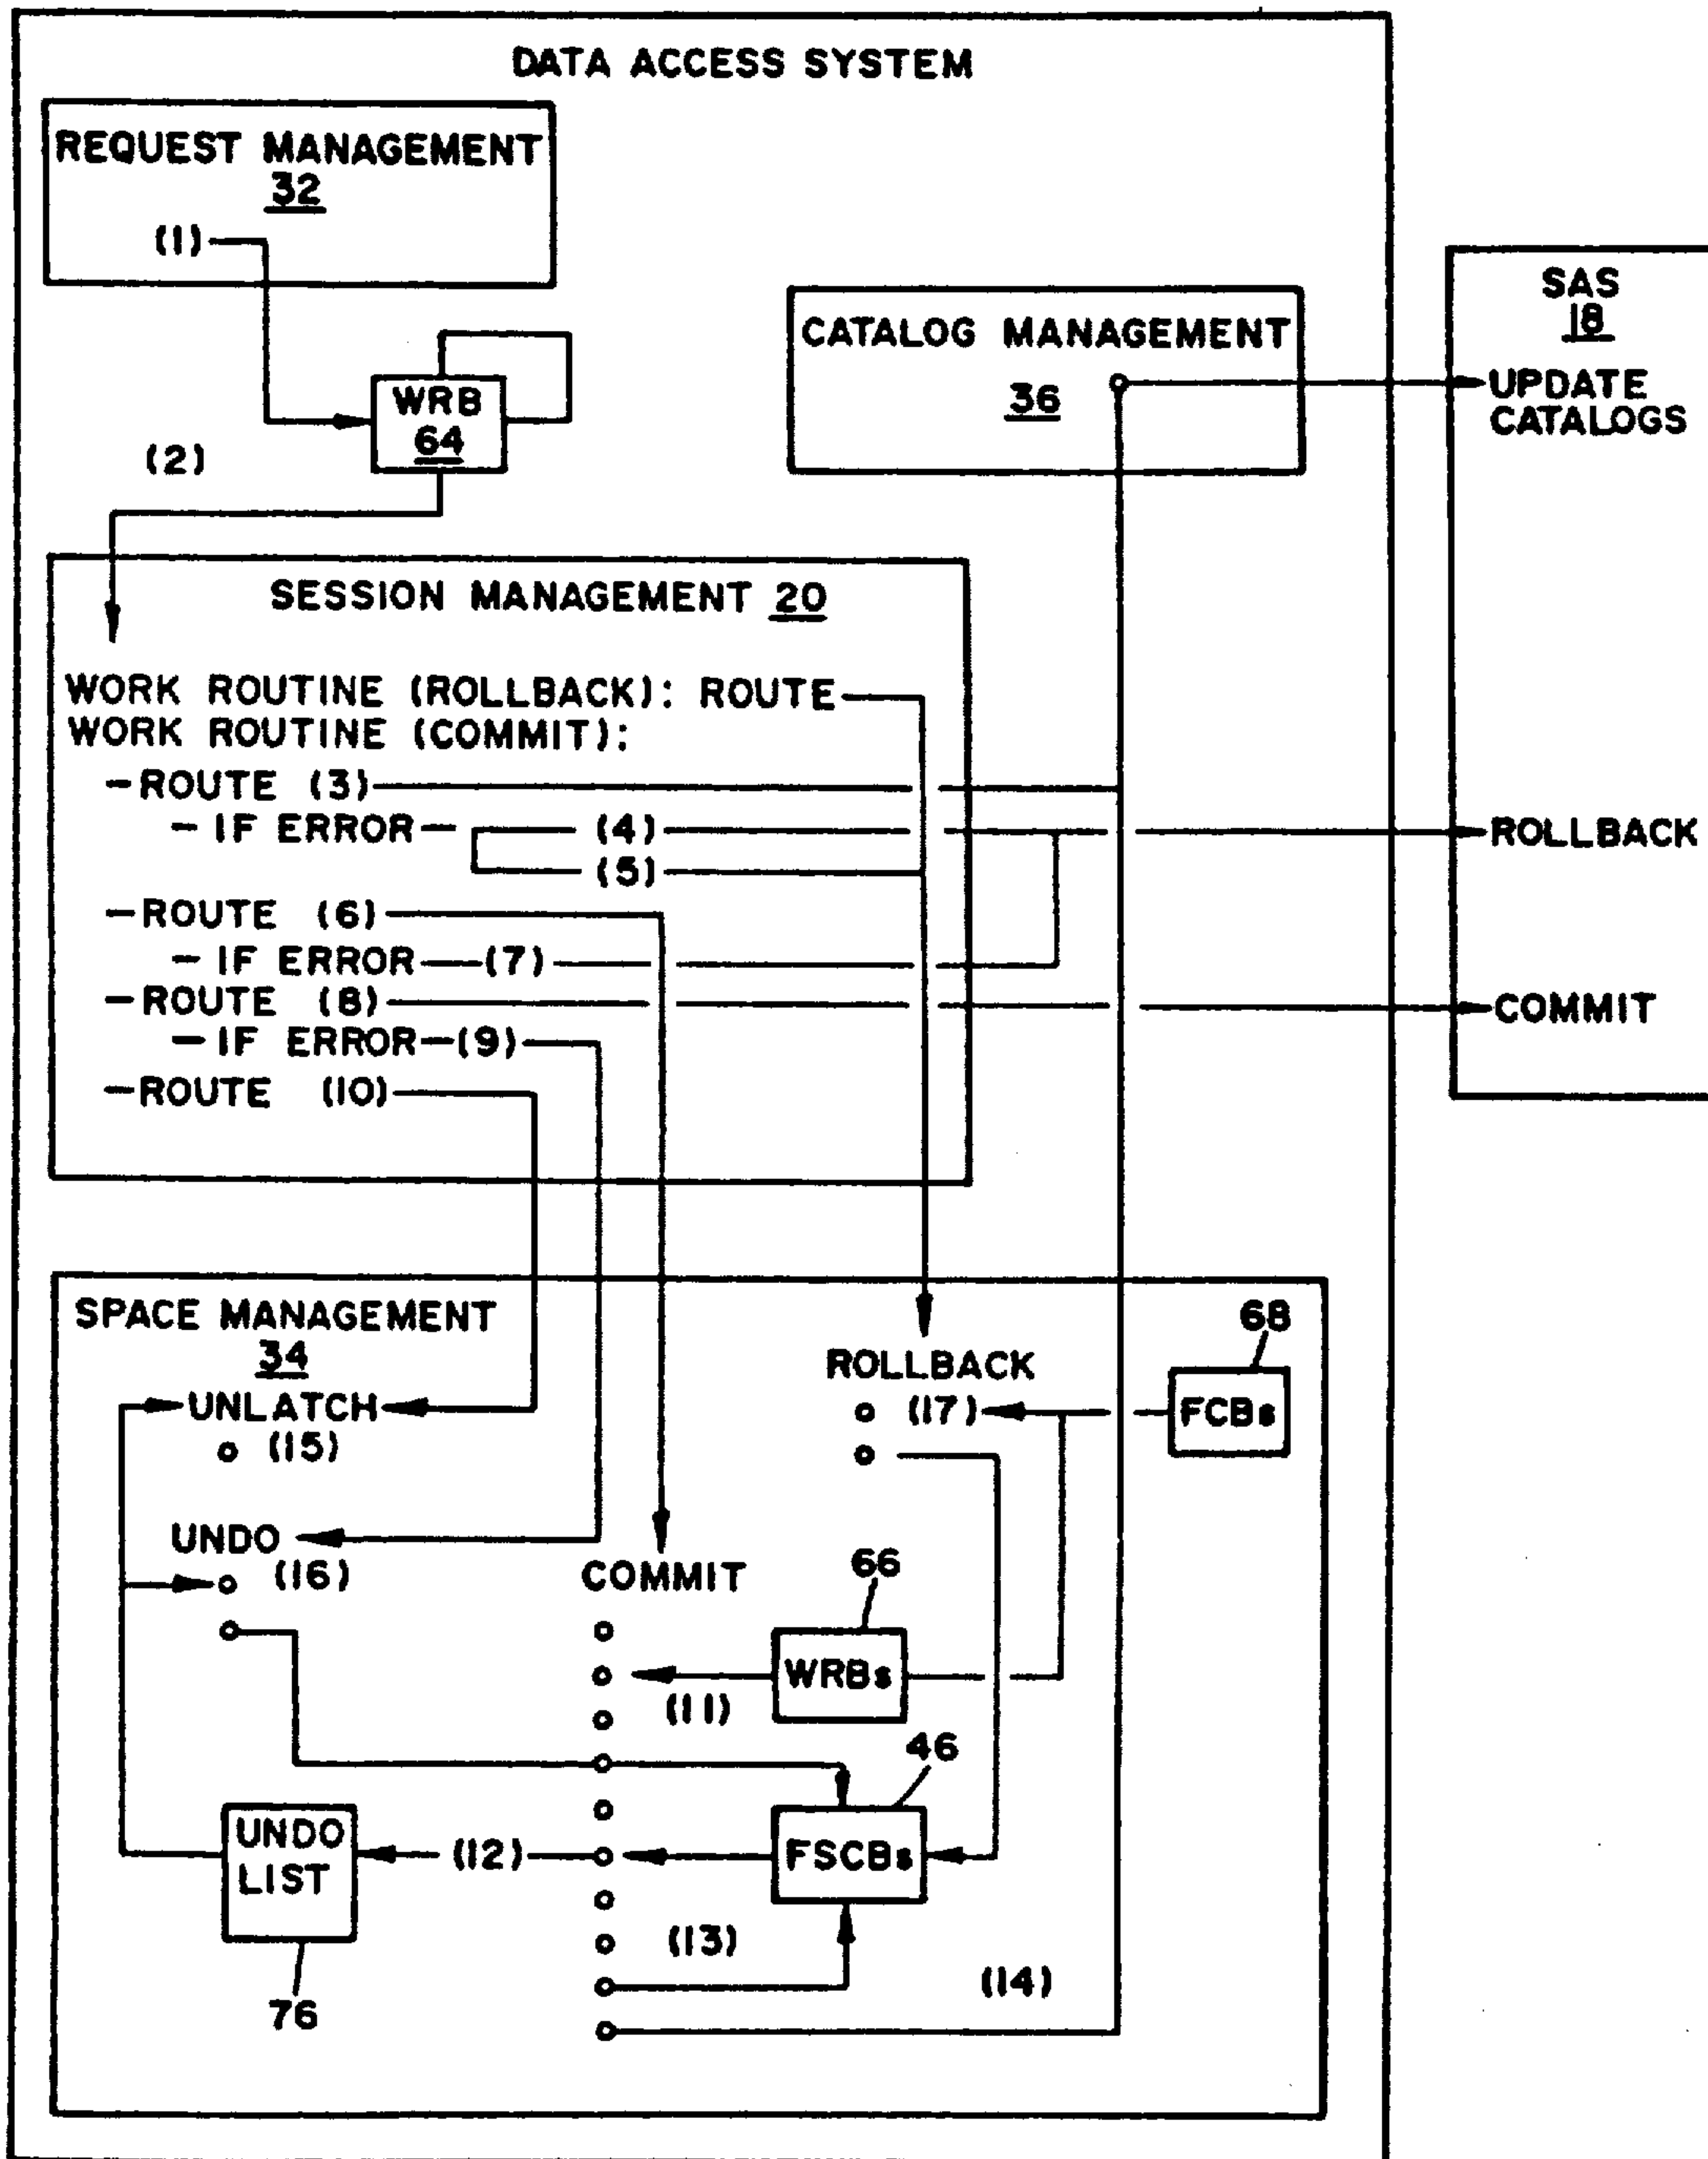 DATA ACCESS SYSTEM
REQUEST MANAGEMENT
32
(1)
WRB
64
(2)
CATALOG MANAGEMENT
36
SAS
18
UPDATE
CATALOGS
ROLLBACK
COMMIT
SESSION MANAGEMENT 20
WORK ROUTINE (ROLLBACK): ROUTE
WORK ROUTINE (COMMIT):
-ROUTE (3)
- IF ERROR - (4)
(5)
-ROUTE (6)
- IF ERROR - (7)
-ROUTE (8)
- IF ERROR - (9)
-ROUTE (10)
SPACE MANAGEMENT
34
UNLATCH
(15)
UNDO
(16)
COMMIT
ROLLBACK
(17)
68
FCBs
66
WRBs
(11)
46
FSCBs
UNDO
LIST
76
(12)
(13)
(14)